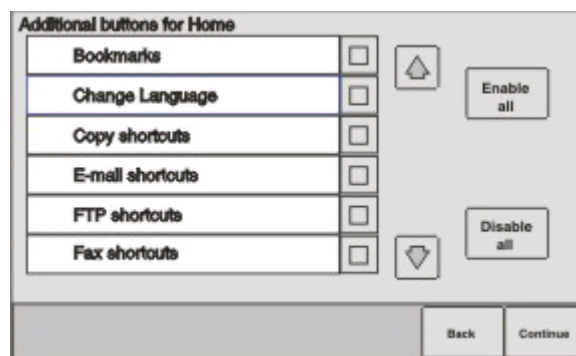 Additional buttons for Home
Bookmarks
Change Language
Copy shortcuts
E-mail shortcuts
FTP shortcuts
Fax shortcuts
Enable
all
Disable
all
Back
Continue